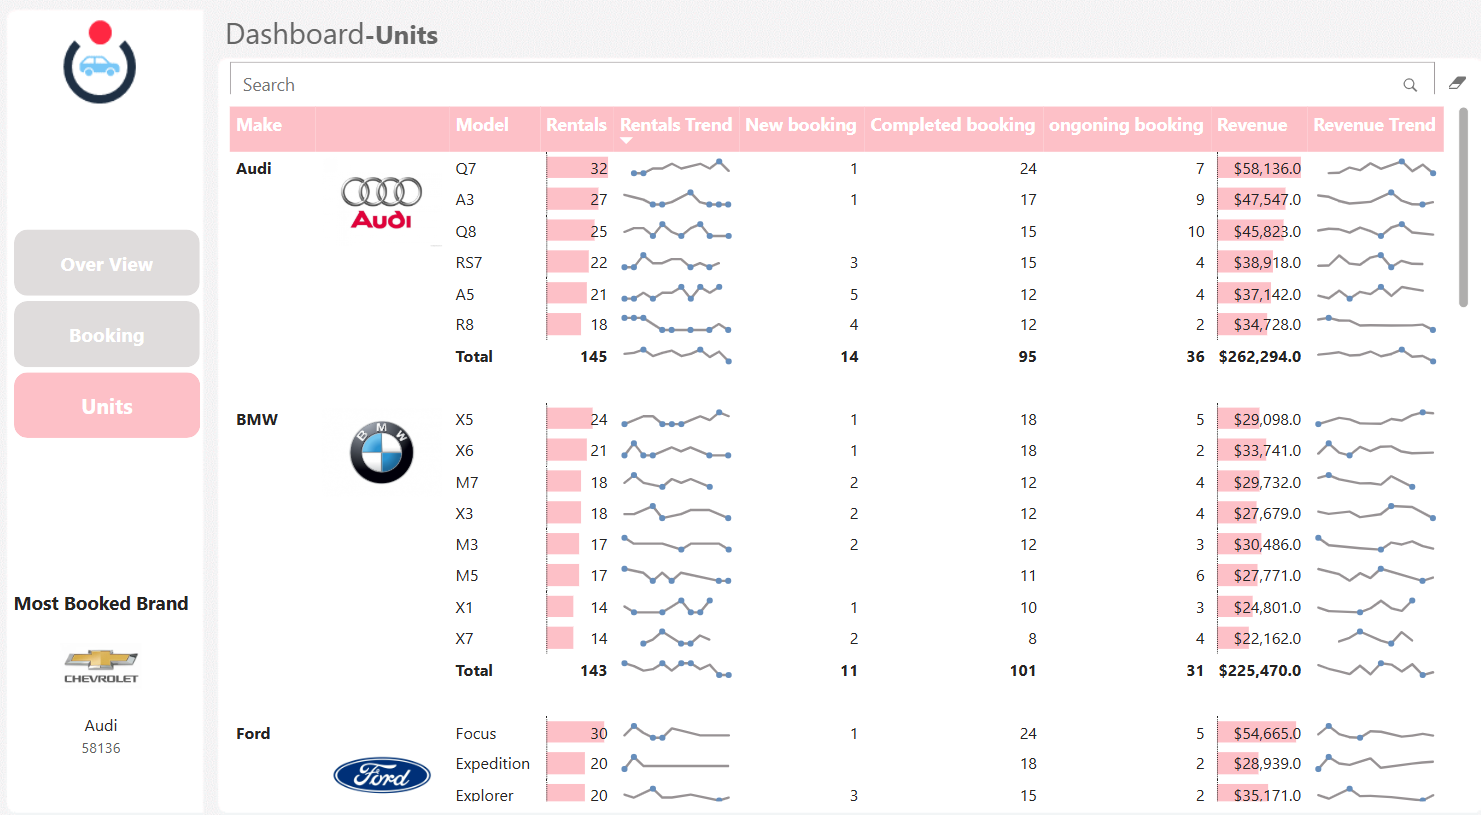 Dashboard-Units
Search
Over View
Booking
Units
Most Booked Brand
CHEVROLET
Audi
58136
Make Model Rentals Rentals Trend New booking Completed booking ongoning booking Revenue Revenue Trend
Audi Q7 32 1 24 7 $58,136.0
Audi
A3 27 1 17 9 $47,547.0
Q8 25 15 10 $45,823.0
RS7 22 3 15 4 $38,918.0
A5 21 5 12 4 $37,142.0
R8 18 4 12 2 $34,728.0
Total 145 14 95 36 $262,294.0
BMW X5 24 1 18 5 $29,098.0
BMW
X6 21 1 18 2 $33,741.0
M7 18 2 12 4 $29,732.0
X3 18 2 12 4 $27,679.0
M3 17 2 12 3 $30,486.0
M5 17 11 6 $27,771.0
X1 14 1 10 3 $24,801.0
X7 14 2 8 4 $22,162.0
Total 143 11 101 31 $225,470.0
Ford Focus 30 1 24 5 $54,665.0
Ford
Expedition 20 18 2 $28,939.0
Explorer 20 3 15 2 $35,171.0